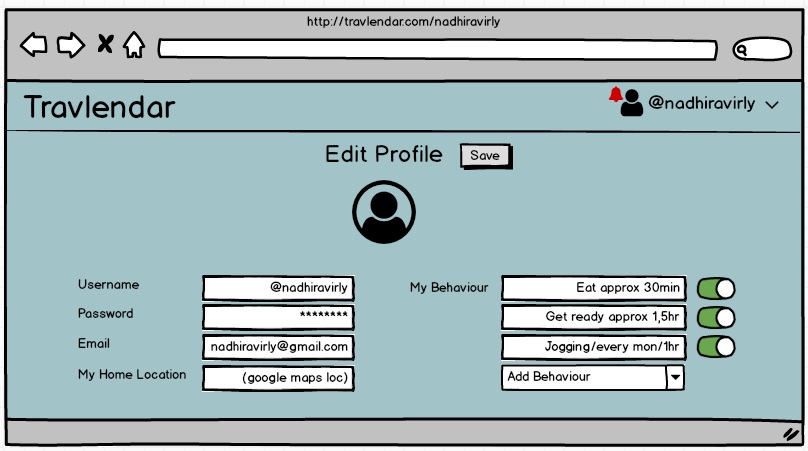 http://travlendar.com/nadhiravirly
Travlendar
@nadhiravirly
Edit Profile
Save
Username
@nadhiravirly
Password
********
Email
nadhiravirly@gmail.com
My Home Location
(google maps loc)
My Behaviour
Eat approx 30min
Get ready approx 1,5hr
Jogging/every mon/1hr
Add Behaviour